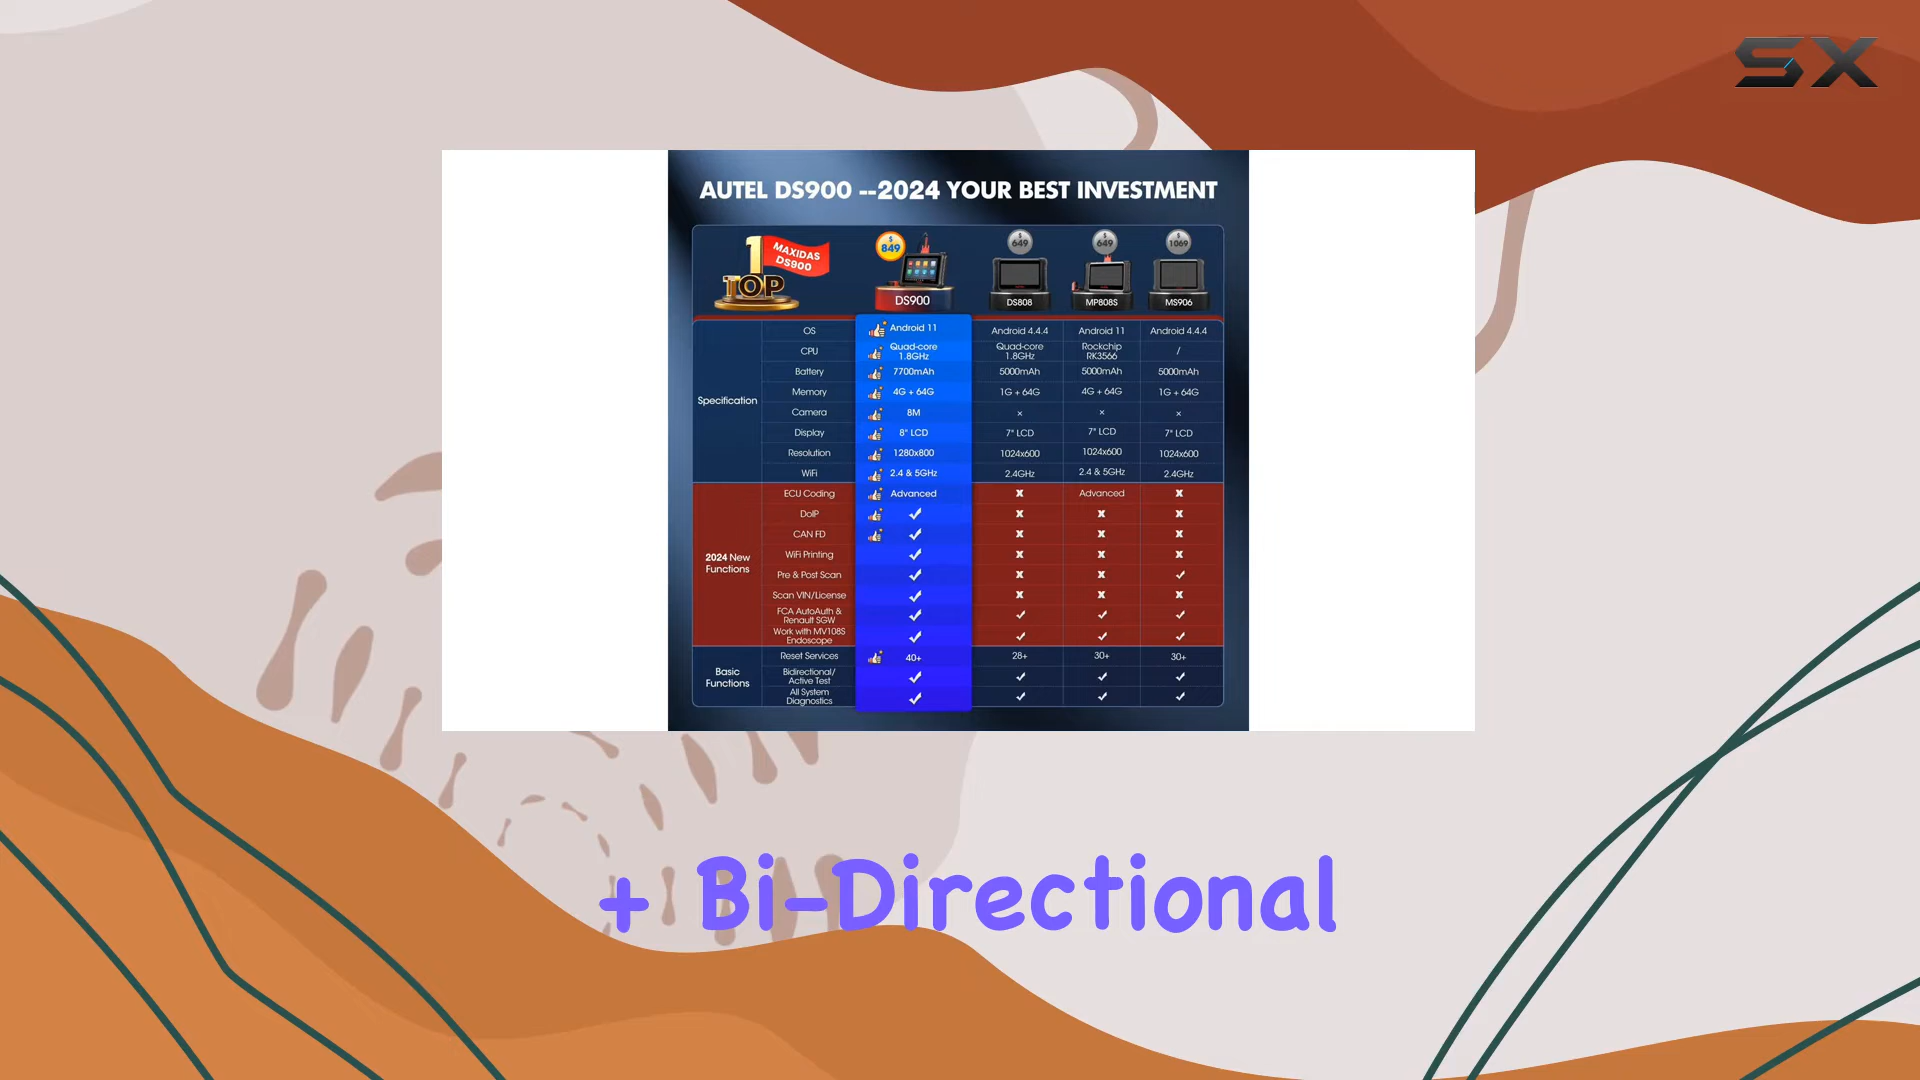 SX
AUTEL DS900 --2024 YOUR BEST INVESTMENT
1 TOP
MAXIDAS
DS900
$ 849
$ 649
$ 649
$ 1069
DS900 DS808 MP808S MS906
Specification
OS Android 11 Android 4.4.4 Android 11 Android 4.4.4
CPU Quad-core 1.8GHz Quad-core 1.8GHz Rockchip RK3566 /
Battery 7700mAh 5000mAh 5000mAh 5000mAh
Memory 4G + 64G 1G + 64G 4G + 64G 1G + 64G
Camera 8M × × ×
Display 8" LCD 7" LCD 7" LCD 7" LCD
Resolution 1280x800 1024x600 1024x600 1024x600
WiFi 2.4 & 5GHz 2.4GHz 2.4 & 5GHz 2.4GHz
2024 New
Functions
ECU Coding Advanced X Advanced X
DoIP ✓ X X X
CAN FD ✓ X X X
WiFi Printing ✓ X X X
Pre & Post Scan ✓ X X ✓
Scan VIN/License ✓ X X X
FCA AutoAuth & Renault SGW ✓ ✓ ✓ ✓
Work with MV108S Endoscope ✓ ✓ ✓ ✓
Basic
Functions
Reset Services 40+ 28+ 30+ 30+
Bidirectional/ Active Test ✓ ✓ ✓ ✓
All System Diagnostics ✓ ✓ ✓ ✓
+ Bi-Directional